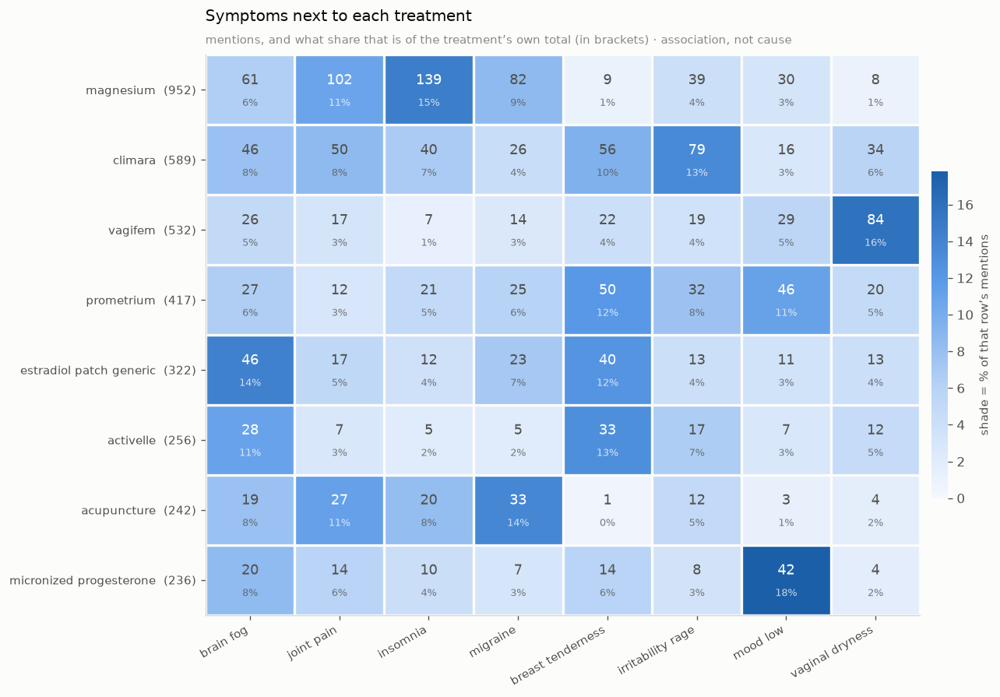 Symptoms next to each treatment
mentions, and what share that is of the treatment’s own total (in brackets) · association, not cause
magnesium (952) 61 102 139 82 9 39 30 8
6% 11% 15% 9% 1% 4% 3% 1%
climara (589) 46 50 40 26 56 79 16 34
8% 8% 7% 4% 10% 13% 3% 6%
vagifem (532) 26 17 7 14 22 19 29 84
5% 3% 1% 3% 4% 4% 5% 16%
prometrium (417) 27 12 21 25 50 32 46 20
6% 3% 5% 6% 12% 8% 11% 5%
estradiol patch generic (322) 46 17 12 23 40 13 11 13
14% 5% 4% 7% 12% 4% 3% 4%
activelle (256) 28 7 5 5 33 17 7 12
11% 3% 2% 2% 13% 7% 3% 5%
acupuncture (242) 19 27 20 33 1 12 3 4
8% 11% 8% 14% 0% 5% 1% 2%
micronized progesterone (236) 20 14 10 7 14 8 42 4
8% 6% 4% 3% 6% 3% 18% 2%
brain fog joint pain insomnia migraine breast tenderness irritability rage mood low vaginal dryness
16
14
12
10
8
6
4
2
0
shade = % of that row’s mentions